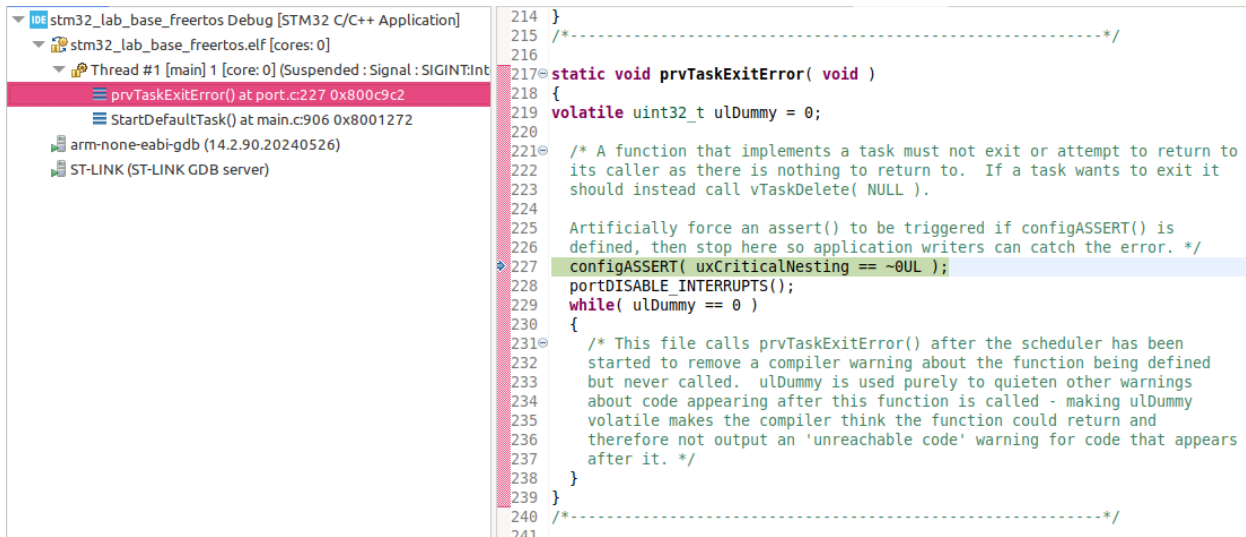 stm32_lab_base_freertos Debug [STM32 C/C++ Application]
stm32_lab_base_freertos.elf [cores: 0]
Thread #1 [main] 1 [core: 0] (Suspended : Signal : SIGINT:Int
prvTaskExitError() at port.c:227 0x800c9c2
StartDefaultTask() at main.c:906 0x8001272
arm-none-eabi-gdb (14.2.90.20240526)
ST-LINK (ST-LINK GDB server)
214 }
215 /*-----------------------------------------------------------*/
216
217 static void prvTaskExitError( void )
218 {
219 volatile uint32_t ulDummy = 0;
220
221 /* A function that implements a task must not exit or attempt to return to
222 its caller as there is nothing to return to.  If a task wants to exit it
223 should instead call vTaskDelete( NULL ).
224
225 Artificially force an assert() to be triggered if configASSERT() is
226 defined, then stop here so application writers can catch the error. */
227 configASSERT( uxCriticalNesting == ~0UL );
228 portDISABLE_INTERRUPTS();
229 while( ulDummy == 0 )
230 {
231 /* This file calls prvTaskExitError() after the scheduler has been
232 started to remove a compiler warning about the function being defined
233 but never called.  ulDummy is used purely to quieten other warnings
234 about code appearing after this function is called - making ulDummy
235 volatile makes the compiler think the function could return and
236 therefore not output an 'unreachable code' warning for code that appears
237 after it. */
238 }
239 }
240 /*-----------------------------------------------------------*/
241